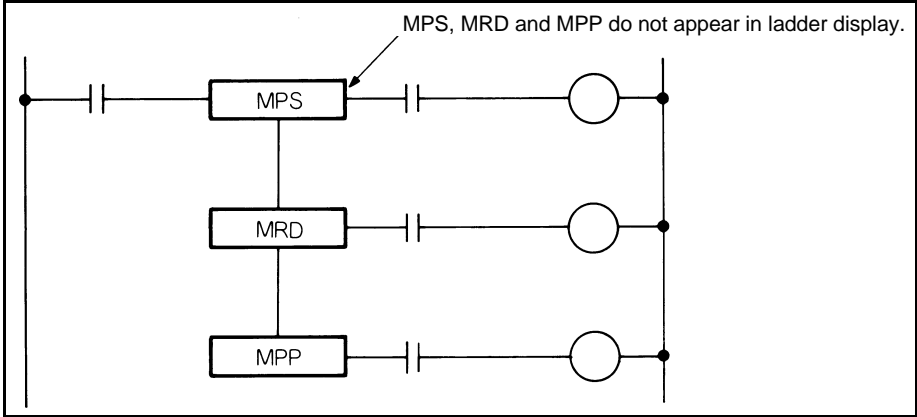 MPS, MRD and MPP do not appear in ladder display.
MPS
MRD
MPP